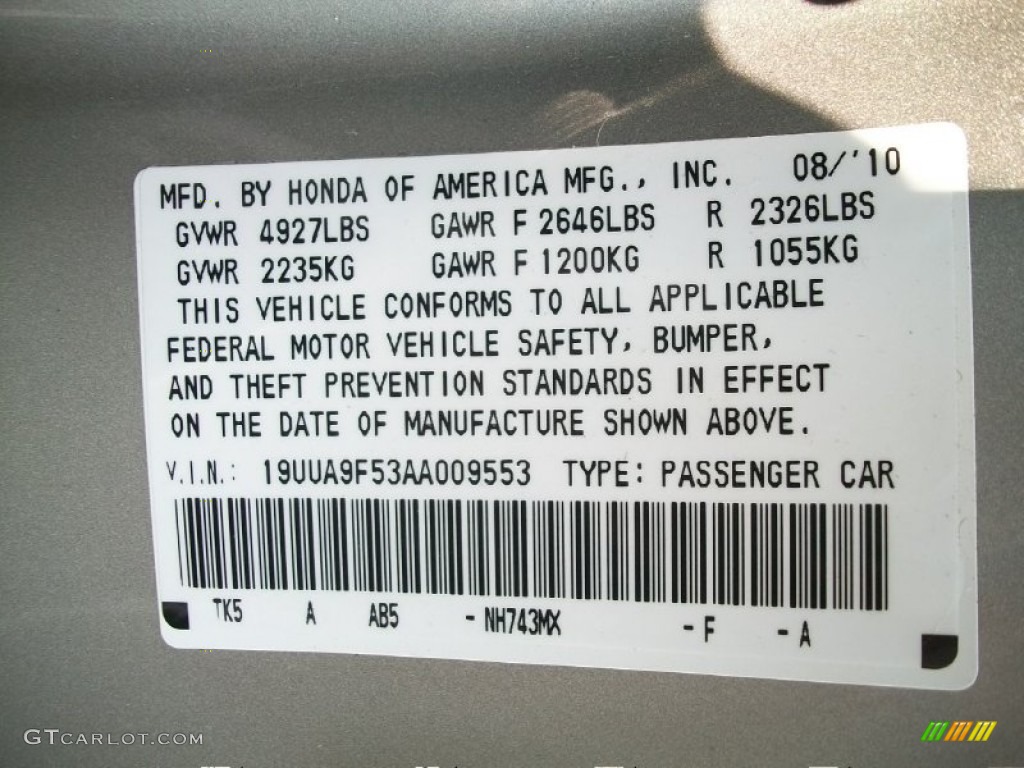 MFD. BY HONDA OF AMERICA MFG., INC. 08/'10
GVWR 4927LBS GAWR F 2646LBS R 2326LBS
GVWR 2235KG GAWR F 1200KG R 1055KG
THIS VEHICLE CONFORMS TO ALL APPLICABLE
FEDERAL MOTOR VEHICLE SAFETY, BUMPER,
AND THEFT PREVENTION STANDARDS IN EFFECT
ON THE DATE OF MANUFACTURE SHOWN ABOVE.
V.I.N.: 19UUA9F53AA009553 TYPE: PASSENGER CAR
TK5 A AB5 -NH743MX -F -A
GTCARLOT.COM